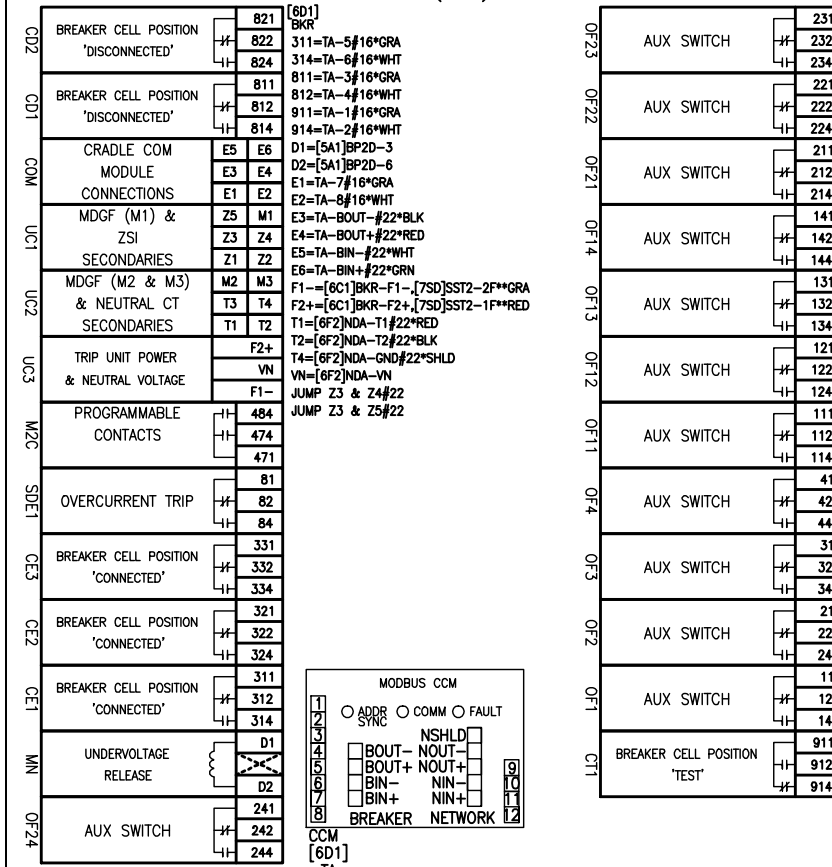 CD2
BREAKER CELL POSITION
'DISCONNECTED'
821
822
824
CD1
BREAKER CELL POSITION
'DISCONNECTED'
811
812
814
COM
CRADLE COM
MODULE
CONNECTIONS
E5 E6
E3 E4
E1 E2
UC1
MDGF (M1) &
ZSI
SECONDARIES
Z5 M1
Z3 Z4
Z1 Z2
UC2
MDGF (M2 & M3)
& NEUTRAL CT
SECONDARIES
M2 M3
T3 T4
T1 T2
UC3
TRIP UNIT POWER
& NEUTRAL VOLTAGE
F2+
VN
F1-
M2C
PROGRAMMABLE
CONTACTS
484
474
471
SDE1
OVERCURRENT TRIP
81
82
84
CE3
BREAKER CELL POSITION
'CONNECTED'
331
332
334
CE2
BREAKER CELL POSITION
'CONNECTED'
321
322
324
CE1
BREAKER CELL POSITION
'CONNECTED'
311
312
314
MN
UNDERVOLTAGE
RELEASE
D1
D2
OF24
AUX SWITCH
241
242
244
[6D1]
BKR
311=TA-5#16*GRA
314=TA-6#16*WHT
811=TA-3#16*GRA
812=TA-4#16*WHT
911=TA-1#16*GRA
914=TA-2#16*WHT
D1=[5A1]BP2D-3
D2=[5A1]BP2D-6
E1=TA-7#16*GRA
E2=TA-8#16*WHT
E3=TA-BOUT-#22*BLK
E4=TA-BOUT+#22*RED
E5=TA-BIN-#22*WHT
E6=TA-BIN+#22*GRN
F1-=[6C1]BKR-F1-,[7SD]SST2-2F**GRA
F2+=[6C1]BKR-F2+,[7SD]SST2-1F**RED
T1=[6F2]NDA-T1#22*RED
T2=[6F2]NDA-T2#22*BLK
T4=[6F2]NDA-GND#22*SHLD
VN=[6F2]NDA-VN
JUMP Z3 & Z4#22
JUMP Z3 & Z5#22
MODBUS CCM
1
2
3
4
5
6
7
8
ADDR SYNC
COMM
FAULT
NSHLD
BOUT- NOUT-
BOUT+ NOUT+
BIN- NIN-
BIN+ NIN+
BREAKER NETWORK
9
10
11
12
CCM
[6D1]
OF23
AUX SWITCH
231
232
234
OF22
AUX SWITCH
221
222
224
OF21
AUX SWITCH
211
212
214
OF14
AUX SWITCH
141
142
144
OF13
AUX SWITCH
131
132
134
OF12
AUX SWITCH
121
122
124
OF11
AUX SWITCH
111
112
114
OF4
AUX SWITCH
41
42
44
OF3
AUX SWITCH
31
32
34
OF2
AUX SWITCH
21
22
24
OF1
AUX SWITCH
11
12
14
CT1
BREAKER CELL POSITION
'TEST'
911
912
914